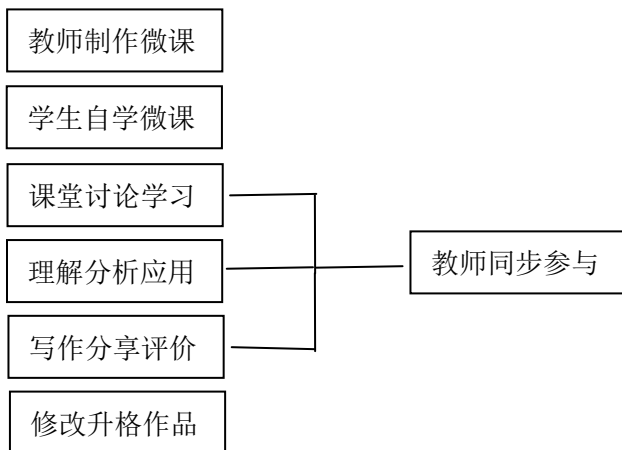 教师制作微课
学生自学微课
课堂讨论学习
理解分析应用
教师同步参与
写作分享评价
修改升格作品